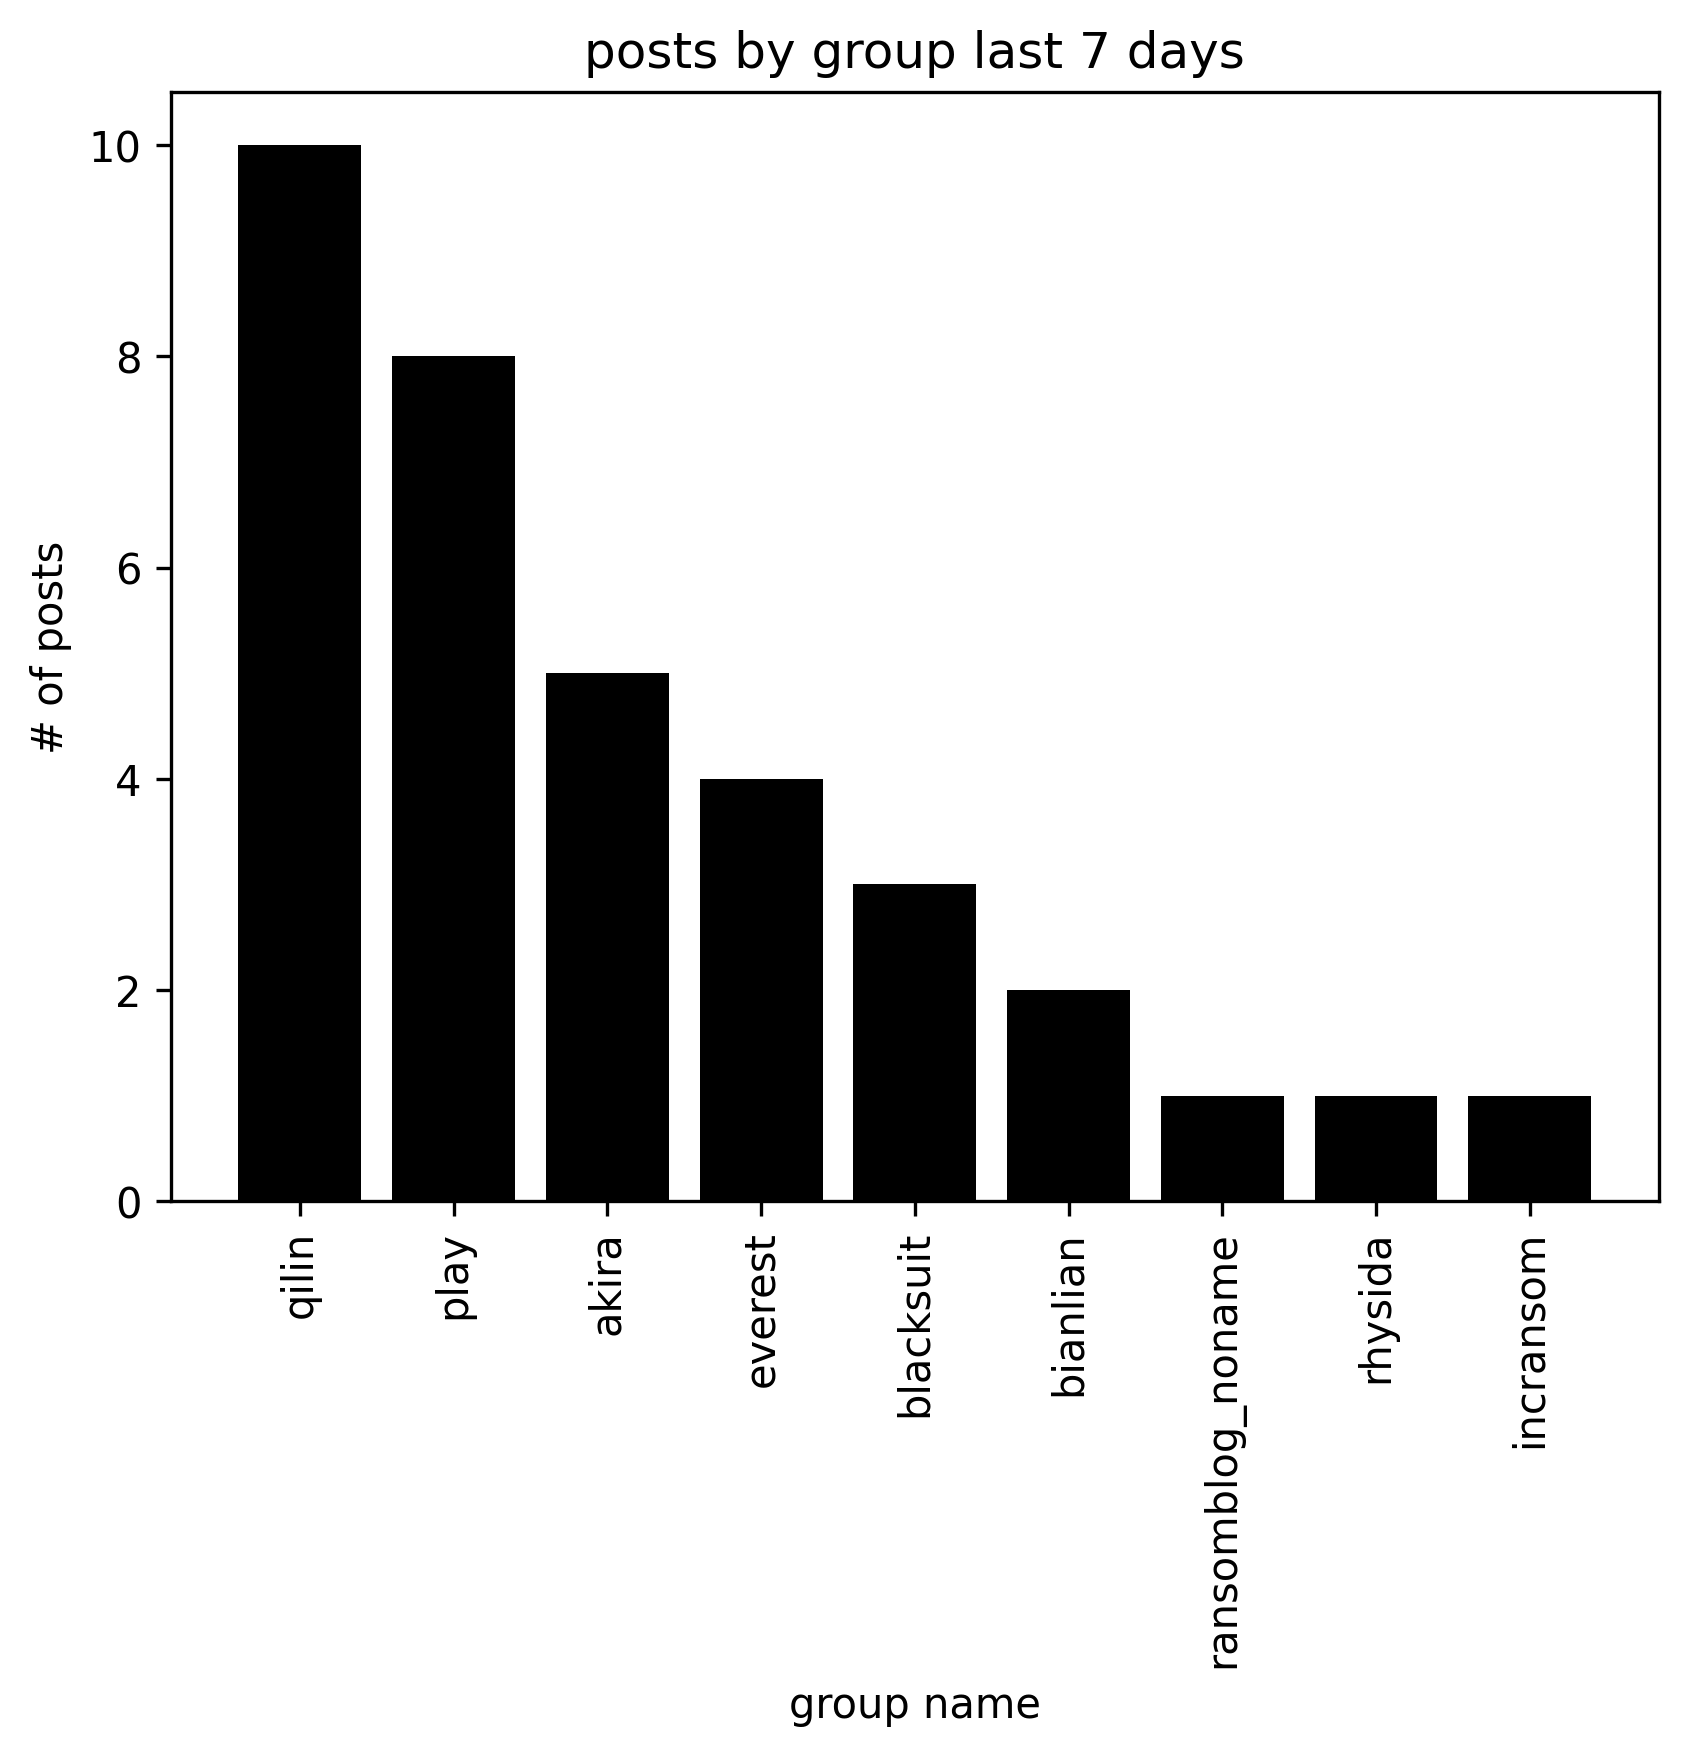 posts by group last 7 days
10
8
6
4
2
0
# of posts
qilin
play
akira
everest
blacksuit
bianlian
ransomblog_noname
rhysida
incransom
group name